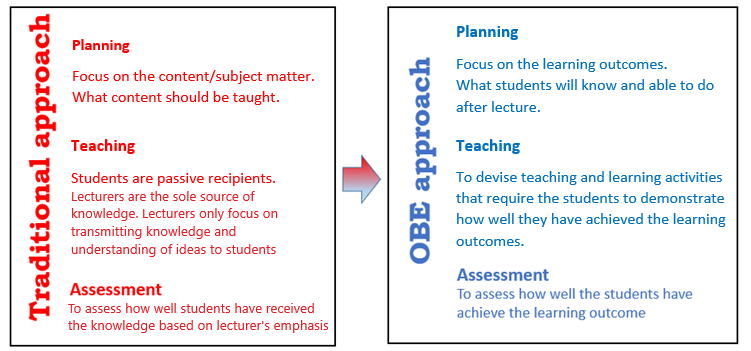 Traditional approach
Planning
Focus on the content/subject matter.
What content should be taught.
Teaching
Students are passive recipients.
Lecturers are the sole source of
knowledge. Lecturers only focus on
transmitting knowledge and
understanding of ideas to students
Assessment
To assess how well students have received
the knowledge based on lecturer's emphasis
OBE approach
Planning
Focus on the learning outcomes.
What students will know and able to do
after lecture.
Teaching
To devise teaching and learning activities
that require the students to demonstrate
how well they have achieved the learning
outcomes.
Assessment
To assess how well the students have
achieve the learning outcome